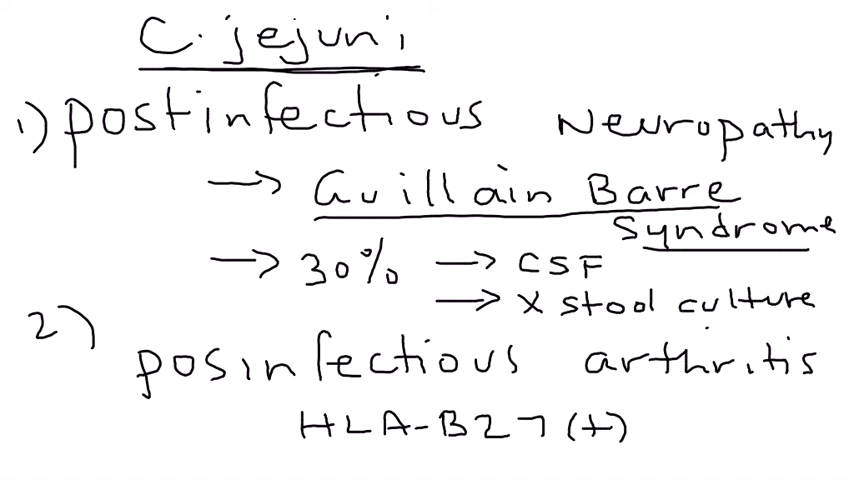 C. jejuni
1) postinfectious Neuropathy
→ Guillain Barre
Syndrome
→ 30% → CSF
→ X stool culture
2)
posinfectious arthritis
HLA-B27 (+)